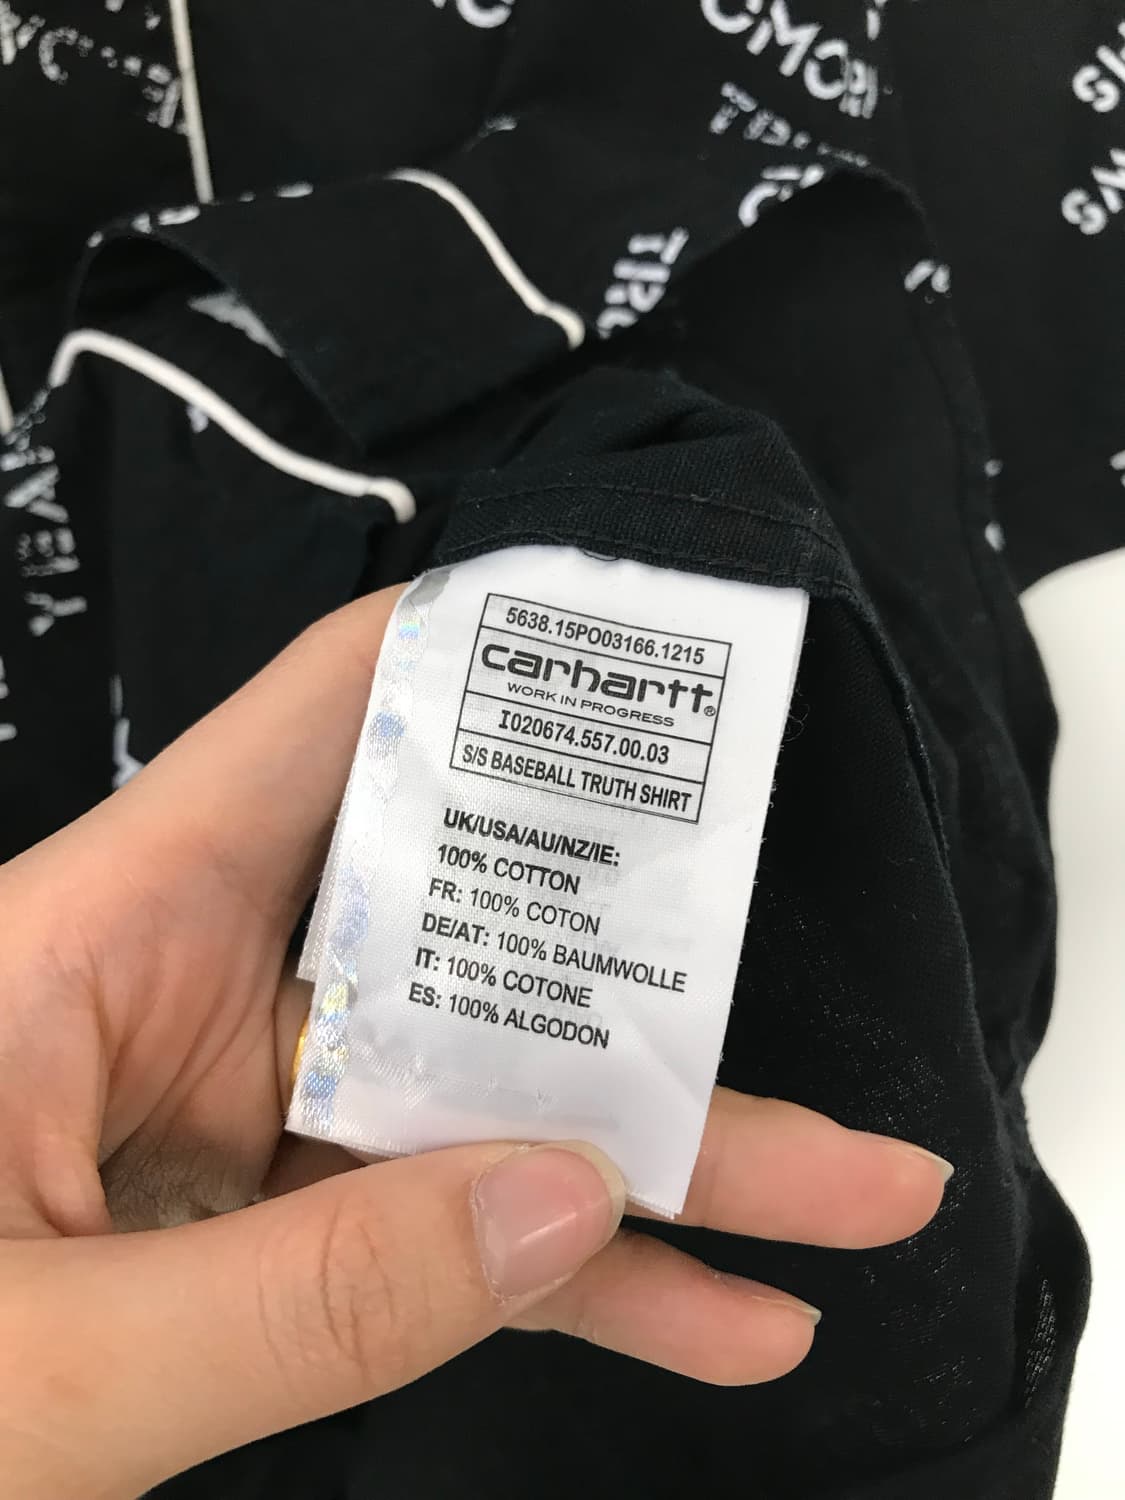 5638.15PO03166.1215
carhartt®
WORK IN PROGRESS
I020674.557.00.03
S/S BASEBALL TRUTH SHIRT
UK/USA/AU/NZ/IE:
100% COTTON
FR: 100% COTON
DE/AT: 100% BAUMWOLLE
IT: 100% COTONE
ES: 100% ALGODON